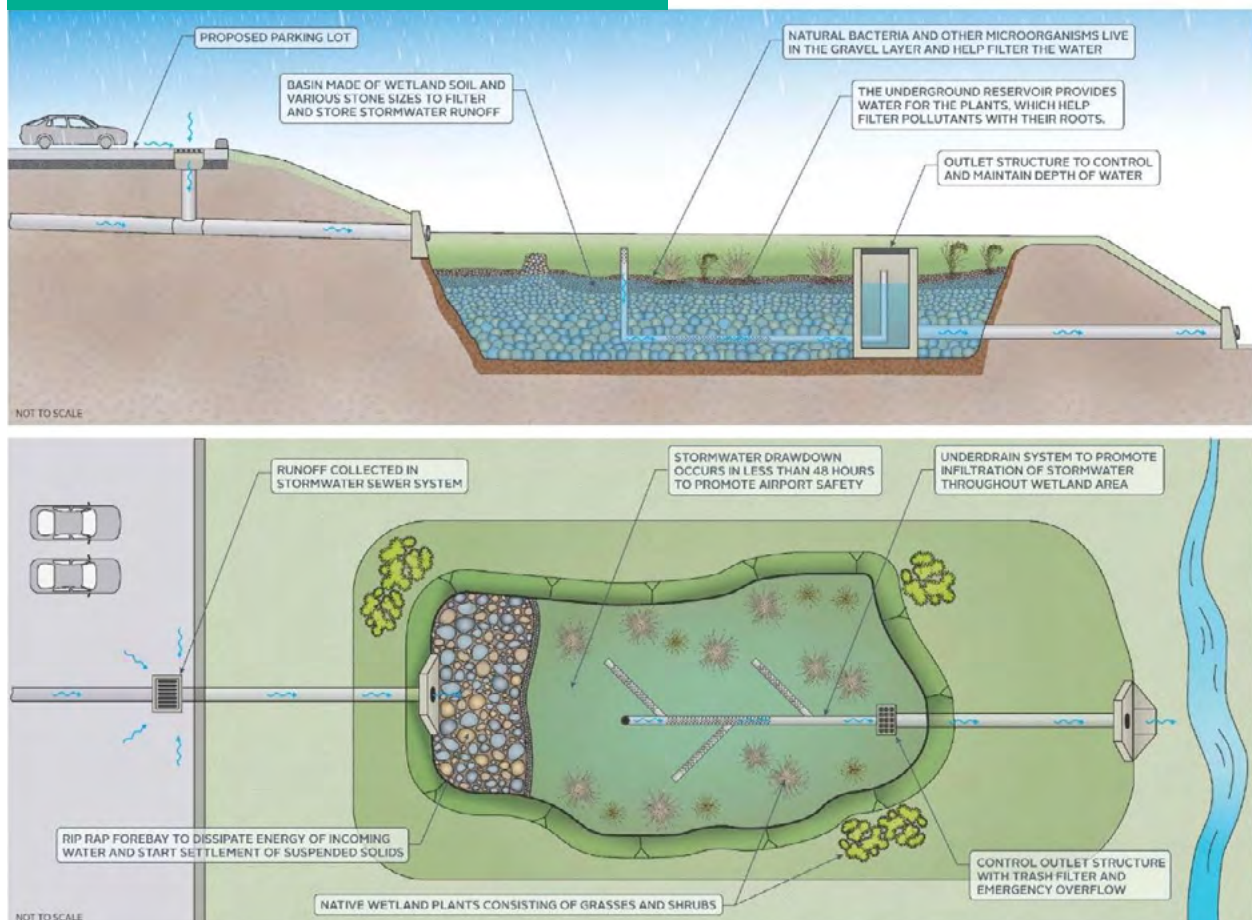 PROPOSED PARKING LOT
NATURAL BACTERIA AND OTHER MICROORGANISMS LIVE
IN THE GRAVEL LAYER AND HELP FILTER THE WATER
BASIN MADE OF WETLAND SOIL AND
VARIOUS STONE SIZES TO FILTER
AND STORE STORMWATER RUNOFF
THE UNDERGROUND RESERVOIR PROVIDES
WATER FOR THE PLANTS, WHICH HELP
FILTER POLLUTANTS WITH THEIR ROOTS.
OUTLET STRUCTURE TO CONTROL
AND MAINTAIN DEPTH OF WATER
NOT TO SCALE
RUNOFF COLLECTED IN
STORMWATER SEWER SYSTEM
STORMWATER DRAWDOWN
OCCURS IN LESS THAN 48 HOURS
TO PROMOTE AIRPORT SAFETY
UNDERDRAIN SYSTEM TO PROMOTE
INFILTRATION OF STORMWATER
THROUGHOUT WETLAND AREA
RIP RAP FOREBAY TO DISSIPATE ENERGY OF INCOMING
WATER AND START SETTLEMENT OF SUSPENDED SOLIDS
CONTROL OUTLET STRUCTURE
WITH TRASH FILTER AND
EMERGENCY OVERFLOW
NATIVE WETLAND PLANTS CONSISTING OF GRASSES AND SHRUBS
NOT TO SCALE